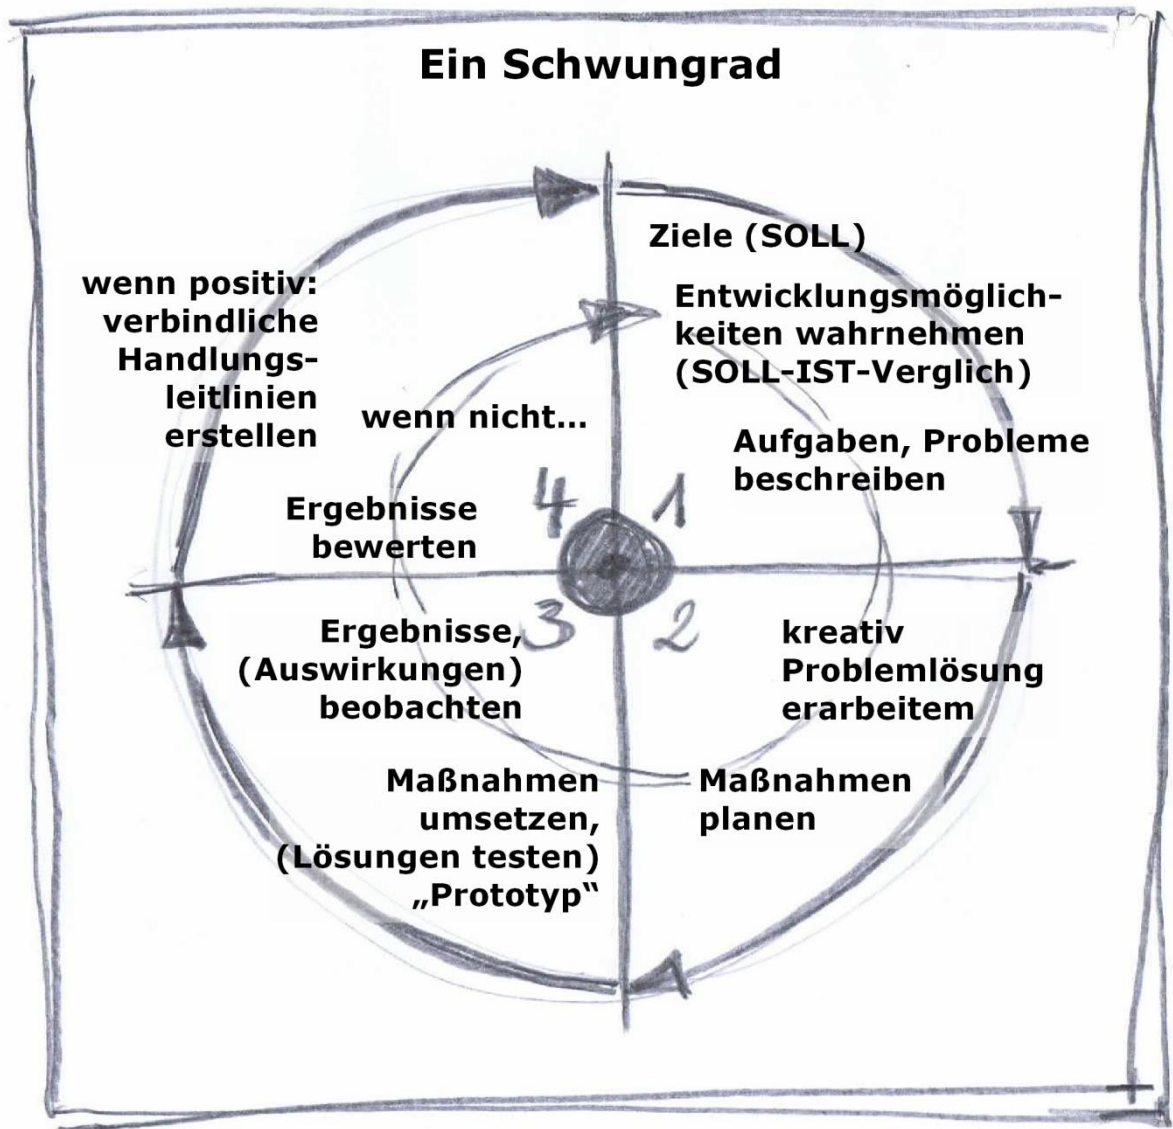 Ein Schwungrad
Ziele (SOLL)
Entwicklungsmöglich-
keiten wahrnehmen
(SOLL-IST-Verglich)
Aufgaben, Probleme
beschreiben
1
2
kreativ
Problemlösung
erarbeitem
Maßnahmen
planen
Maßnahmen
umsetzen,
(Lösungen testen)
„Prototyp“
3
Ergebnisse,
(Auswirkungen)
beobachten
4
Ergebnisse
bewerten
wenn nicht...
wenn positiv:
verbindliche
Handlungs-
leitlinien
erstellen